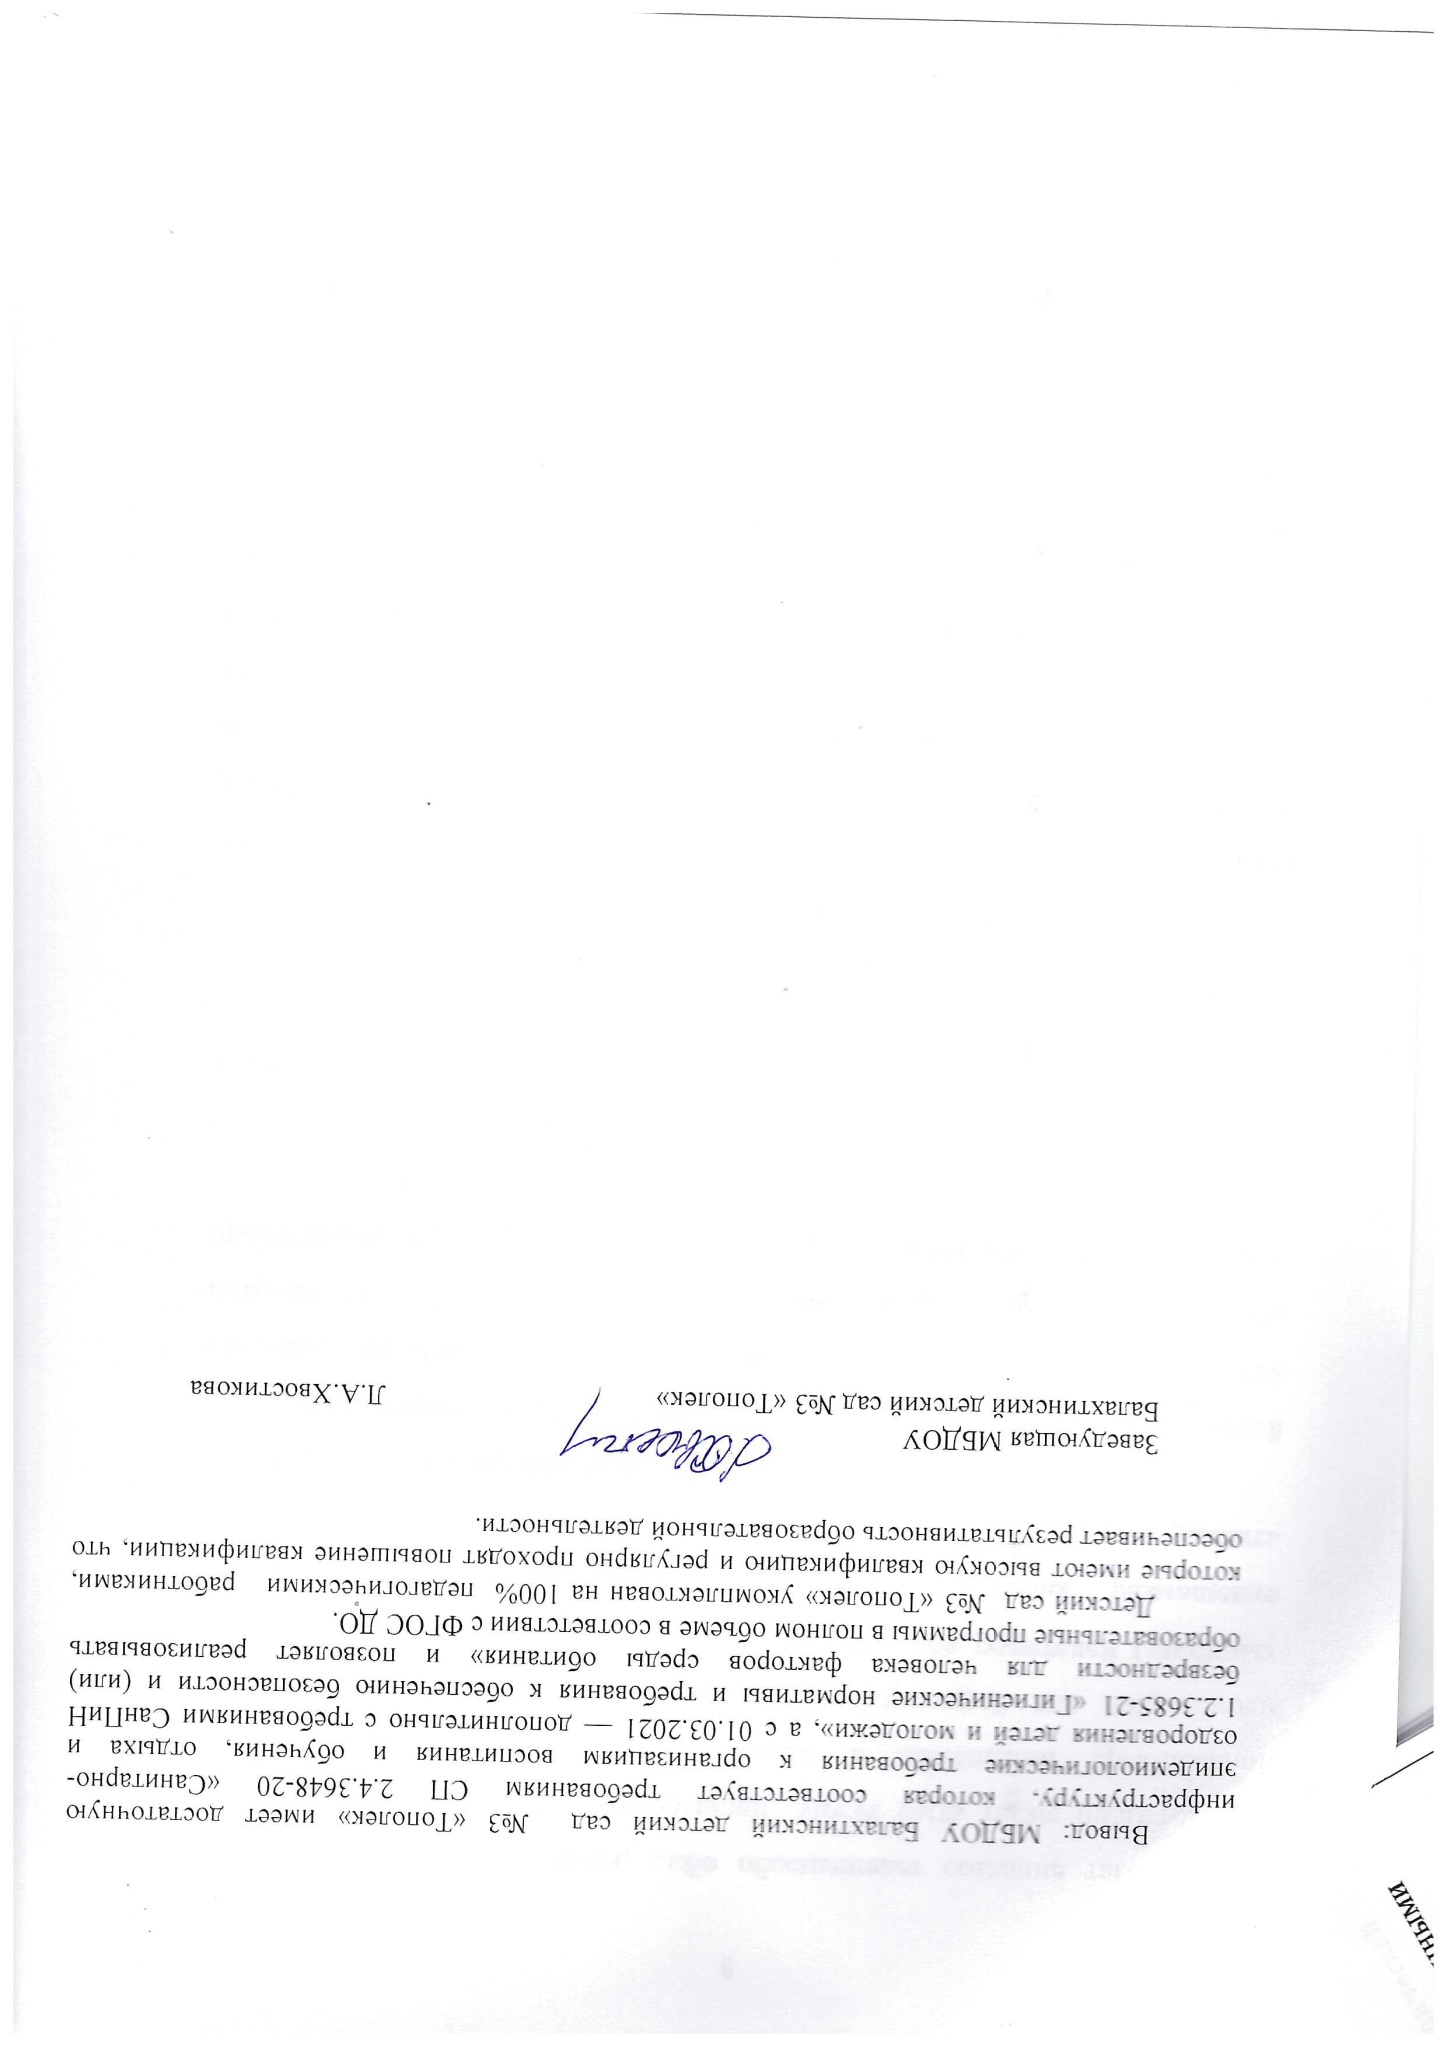 Вывод: МБДОУ Балахтинский детский сад №3 «Тополек» имеет достаточную
инфраструктуру, которая соответствует требованиям СП 2.4.3648-20 «Санитарно-
эпидемиологические требования к организациям воспитания и обучения, отдыха и
оздоровления детей и молодежи», а с 01.03.2021 — дополнительно с требованиями СанПиН
1.2.3685-21 «Гигиенические нормативы и требования к обеспечению безопасности и (или)
безвредности для человека факторов среды обитания» и позволяет реализовывать
образовательные программы в полном объеме в соответствии с ФГОС ДО.
Детский сад №3 «Тополек» укомплектован на 100% педагогическими работниками,
которые имеют высокую квалификацию и регулярно проходят повышение квалификации, что
обеспечивает результативность образовательной деятельности.
Заведующая МБДОУ
Балахтинский детский сад №3 «Тополек» Л.А.Хвостикова